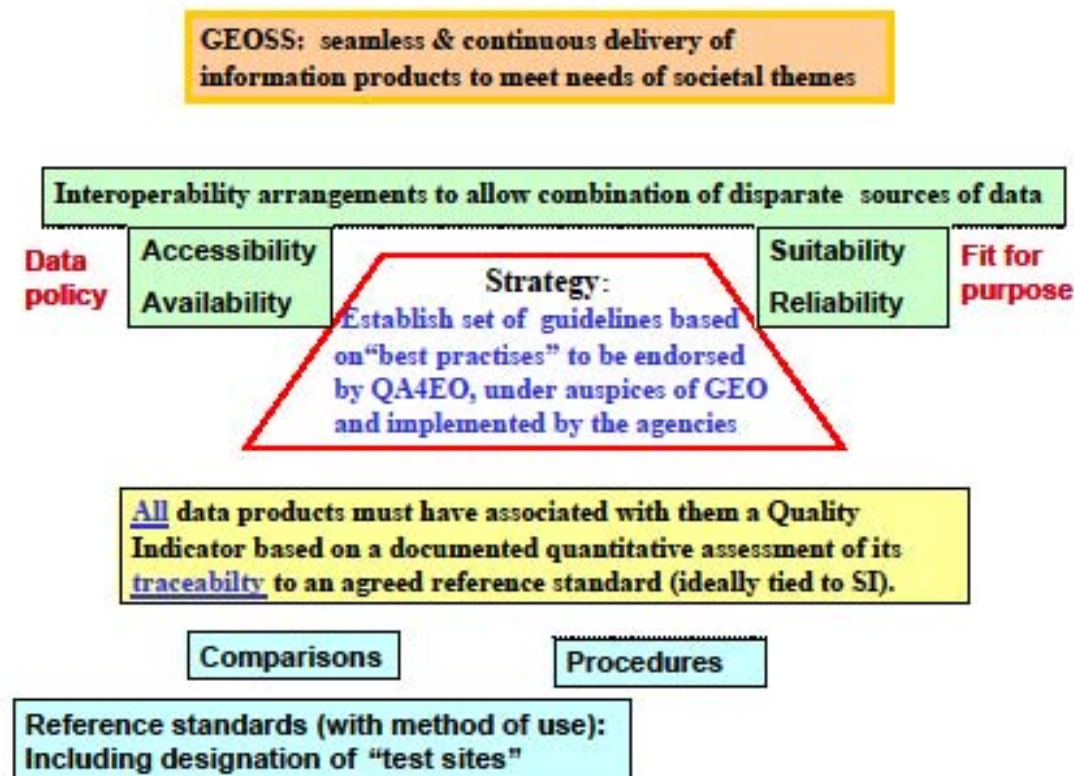 GEOSS: seamless & continuous delivery of
information products to meet needs of societal themes
Interoperability arrangements to allow combination of disparate sources of data
Data
policy
Accessibility
Availability
Suitability
Reliability
Fit for
purpose
Strategy:
Establish set of guidelines based
on“best practises” to be endorsed
by QA4EO, under auspices of GEO
and implemented by the agencies
All data products must have associated with them a Quality
Indicator based on a documented quantitative assessment of its
traceabilty to an agreed reference standard (ideally tied to SI).
Comparisons
Procedures
Reference standards (with method of use):
Including designation of “test sites”